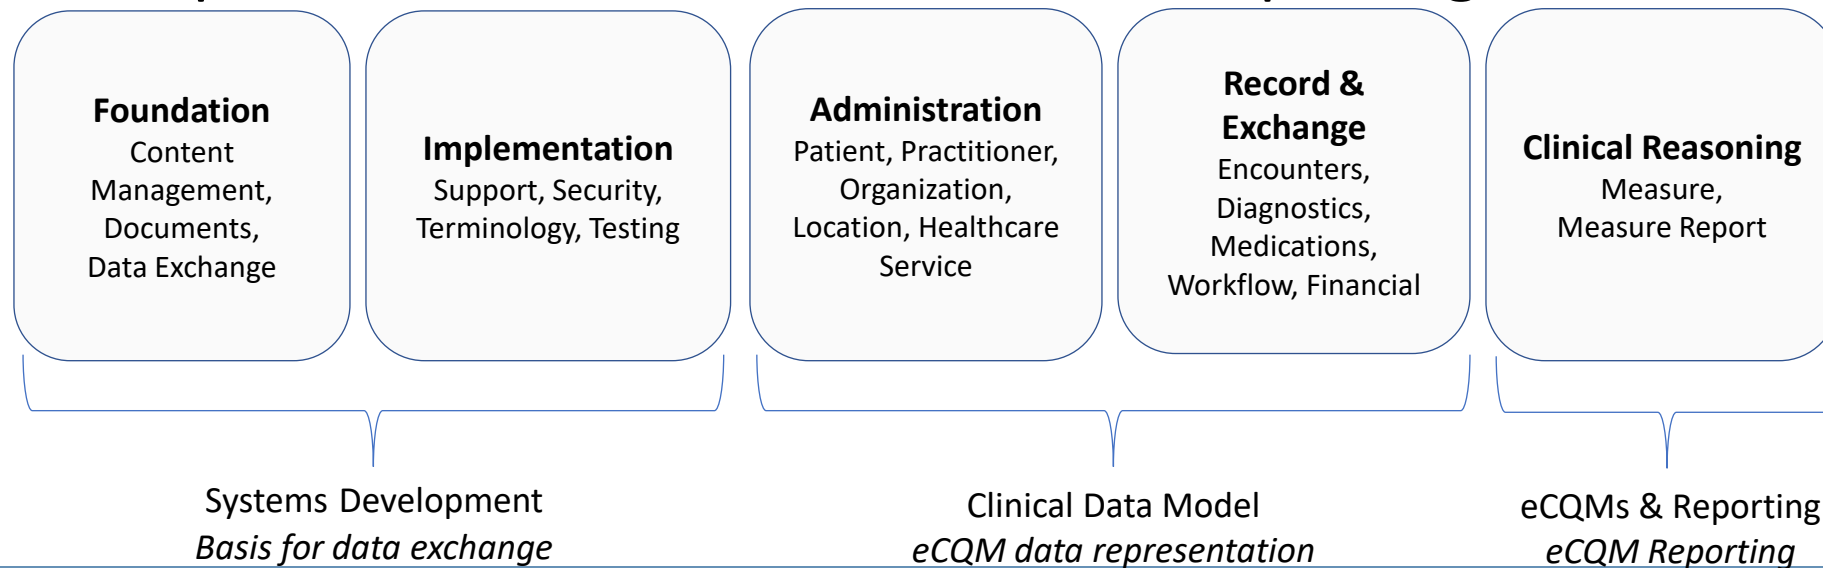 Foundation
Content
Management,
Documents,
Data Exchange
Implementation
Support, Security,
Terminology, Testing
Administration
Patient, Practitioner,
Organization,
Location, Healthcare
Service
Record &
Exchange
Encounters,
Diagnostics,
Medications,
Workflow, Financial
Clinical Reasoning
Measure,
Measure Report
Systems Development
Basis for data exchange
Clinical Data Model
eCQM data representation
eCQMs & Reporting
eCQM Reporting